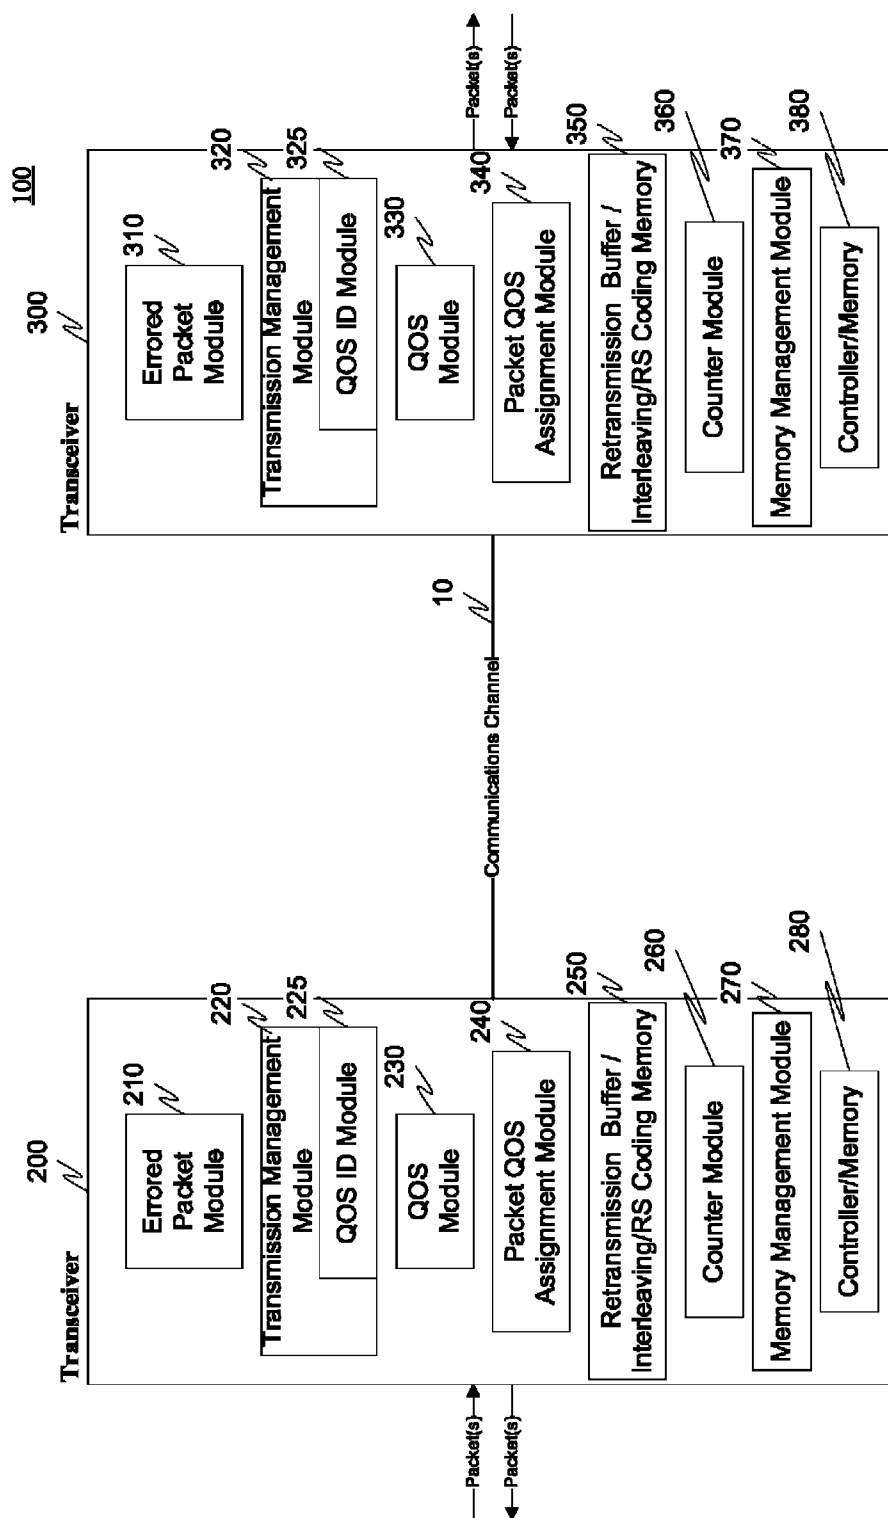 100
Transceiver
200
Errored
Packet
Module
210
Transmission Management
Module
220
QOS ID Module
225
QOS
Module
230
Packet QOS
Assignment Module
240
Retransmission Buffer /
Interleaving/RS Coding Memory
250
Counter Module
260
Memory Management Module
270
Controller/Memory
280
Packet(s)
Packet(s)
Communications Channel
10
Transceiver
300
Errored
Packet
Module
310
Transmission Management
Module
320
QOS ID Module
325
QOS
Module
330
Packet QOS
Assignment Module
340
Retransmission Buffer /
Interleaving/RS Coding Memory
350
Counter Module
360
Memory Management Module
370
Controller/Memory
380
Packet(s)
Packet(s)